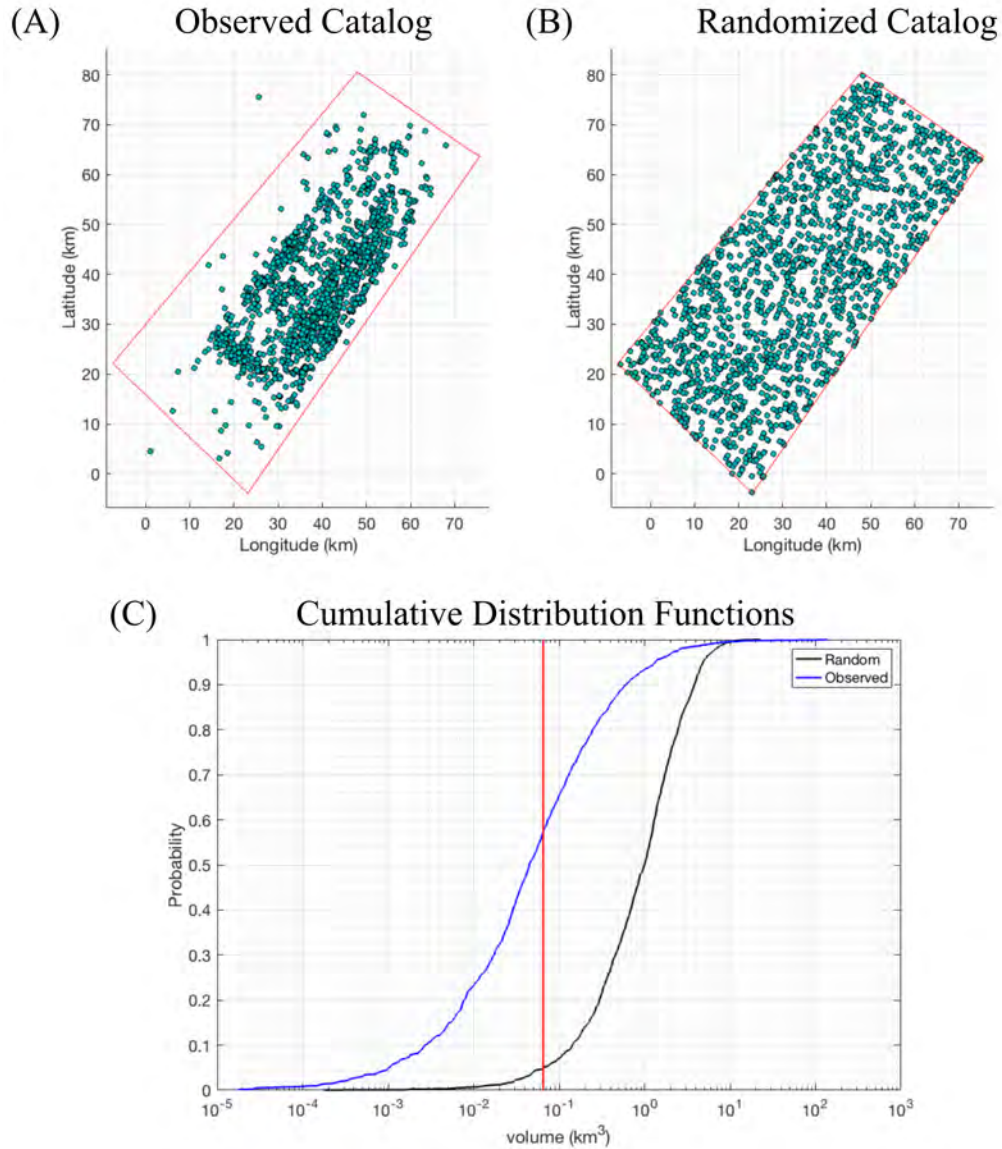 (A) Observed Catalog
(B) Randomized Catalog
80
70
60
50
40
30
20
10
0
Latitude (km)
0 10 20 30 40 50 60 70
Longitude (km)
80
70
60
50
40
30
20
10
0
Latitude (km)
0 10 20 30 40 50 60 70
Longitude (km)
(C) Cumulative Distribution Functions
1
0.9
0.8
0.7
0.6
0.5
0.4
0.3
0.2
0.1
0
Probability
Random
Observed
10⁻⁵ 10⁻⁴ 10⁻³ 10⁻² 10⁻¹ 10⁰ 10¹ 10² 10³
volume (km³)